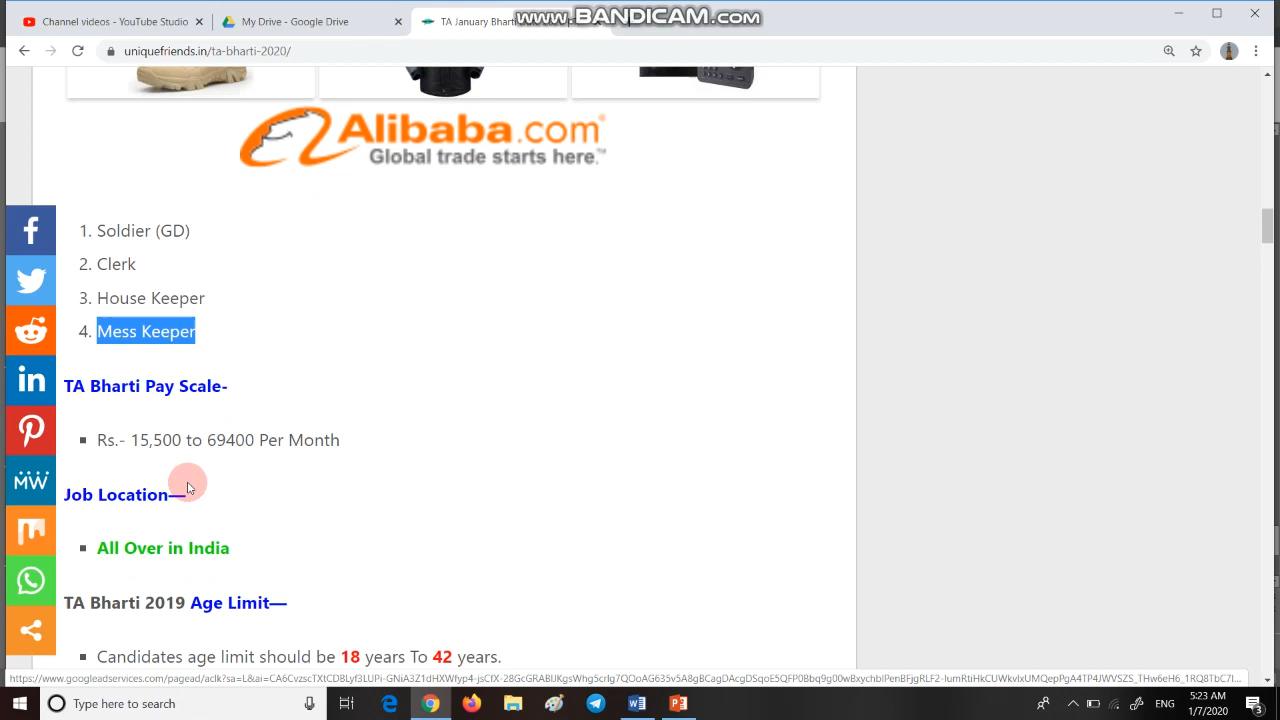 Channel videos - YouTube Studio
My Drive - Google Drive
TA January Bharti
www.BANDICAM.com
uniquefriends.in/ta-bharti-2020/
Alibaba.com
Global trade starts here.™
1. Soldier (GD)
2. Clerk
3. House Keeper
4. Mess Keeper
TA Bharti Pay Scale-
Rs.- 15,500 to 69400 Per Month
Job Location—
All Over in India
TA Bharti 2019 Age Limit—
Candidates age limit should be 18 years To 42 years.
Type here to search
ENG
5:23 AM
1/7/2020
3